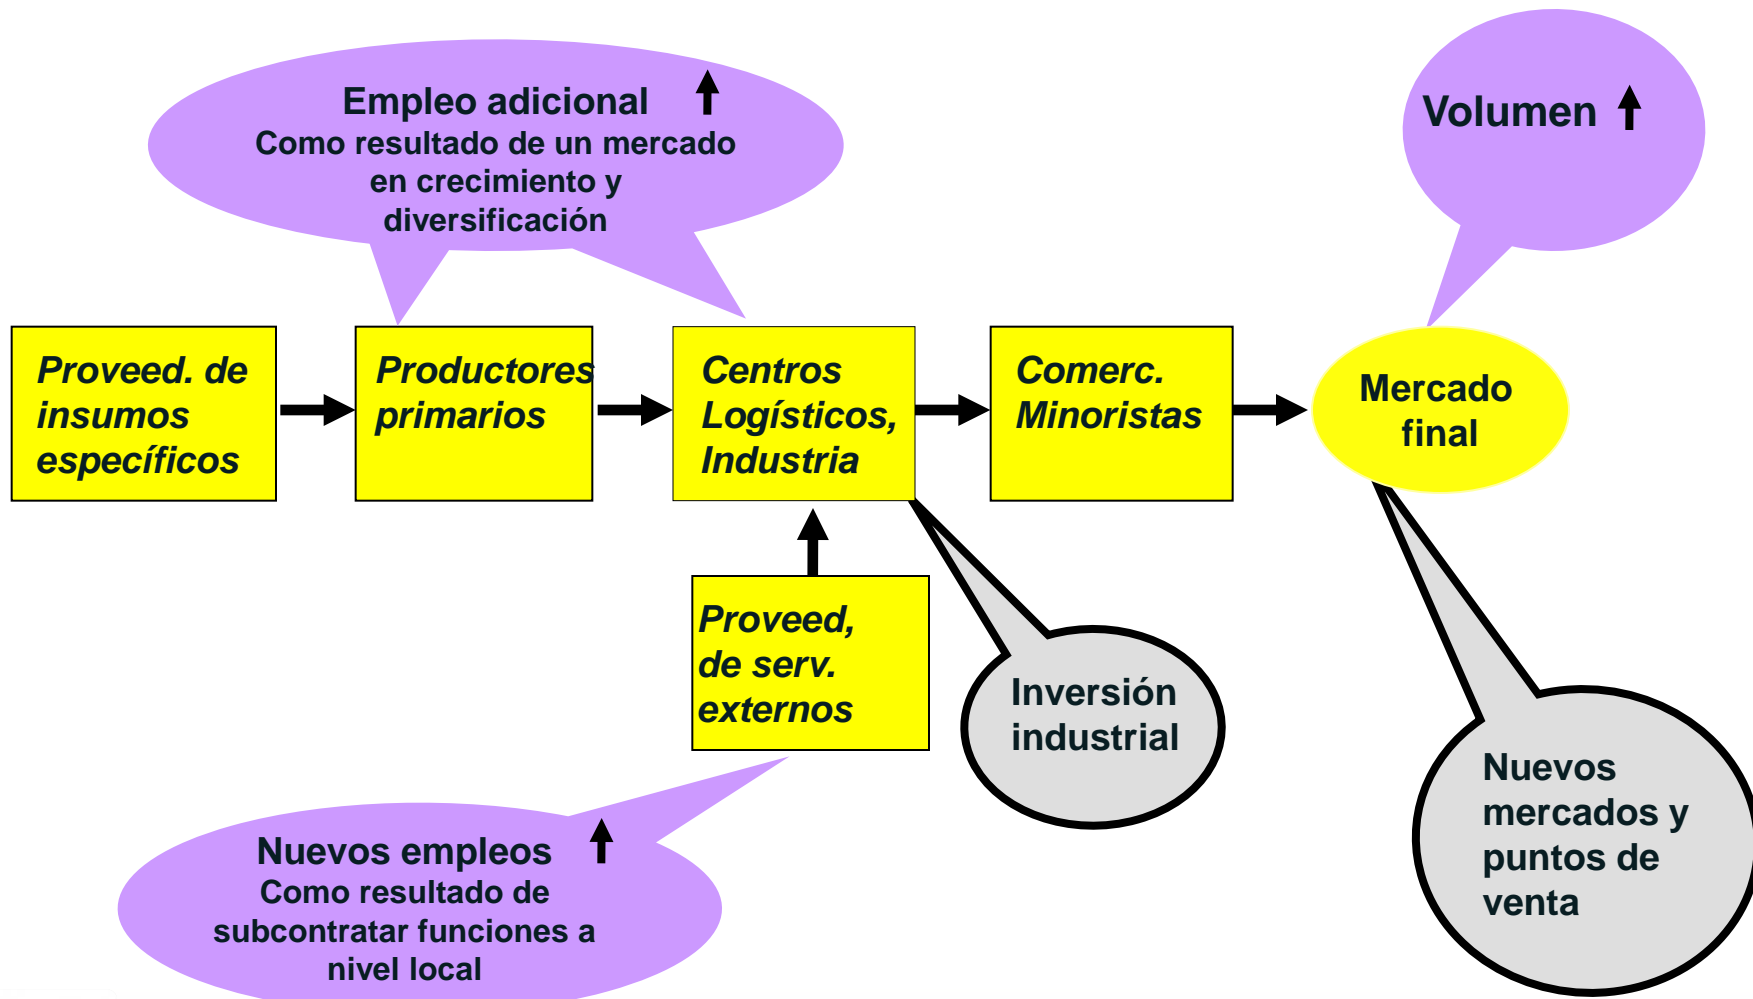 Empleo adicional
Como resultado de un mercado
en crecimiento y
diversificación
Volumen
Proveed. de
insumos
específicos
Productores
primarios
Centros
Logísticos,
Industria
Comerc.
Minoristas
Mercado
final
Proveed,
de serv.
externos
Inversión
industrial
Nuevos
mercados y
puntos de
venta
Nuevos empleos
Como resultado de
subcontratar funciones a
nivel local